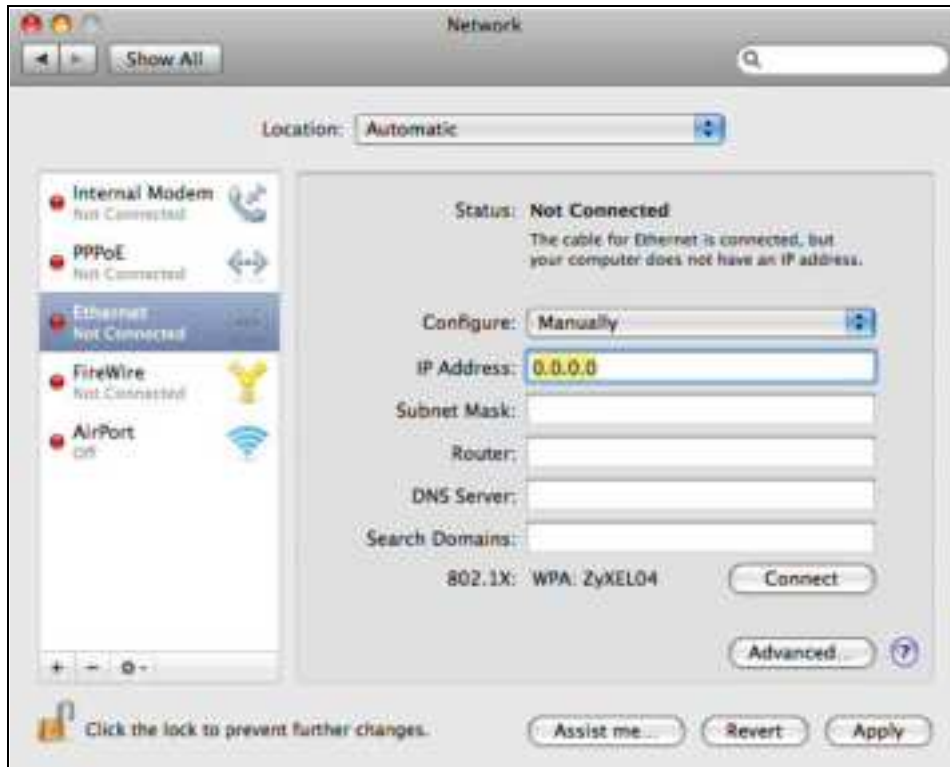 Network
Show All
Location: Automatic
Internal Modem
Not Connected
PPPoE
Not Connected
Ethernet
Not Connected
FireWire
Not Connected
AirPort
Off
Status: Not Connected
The cable for Ethernet is connected, but
your computer does not have an IP address.
Configure: Manually
IP Address: 0.0.0.0
Subnet Mask:
Router:
DNS Server:
Search Domains:
802.1X: WPA: ZyXEL04 Connect
Advanced... ?
Click the lock to prevent further changes.
Assist me... Revert Apply